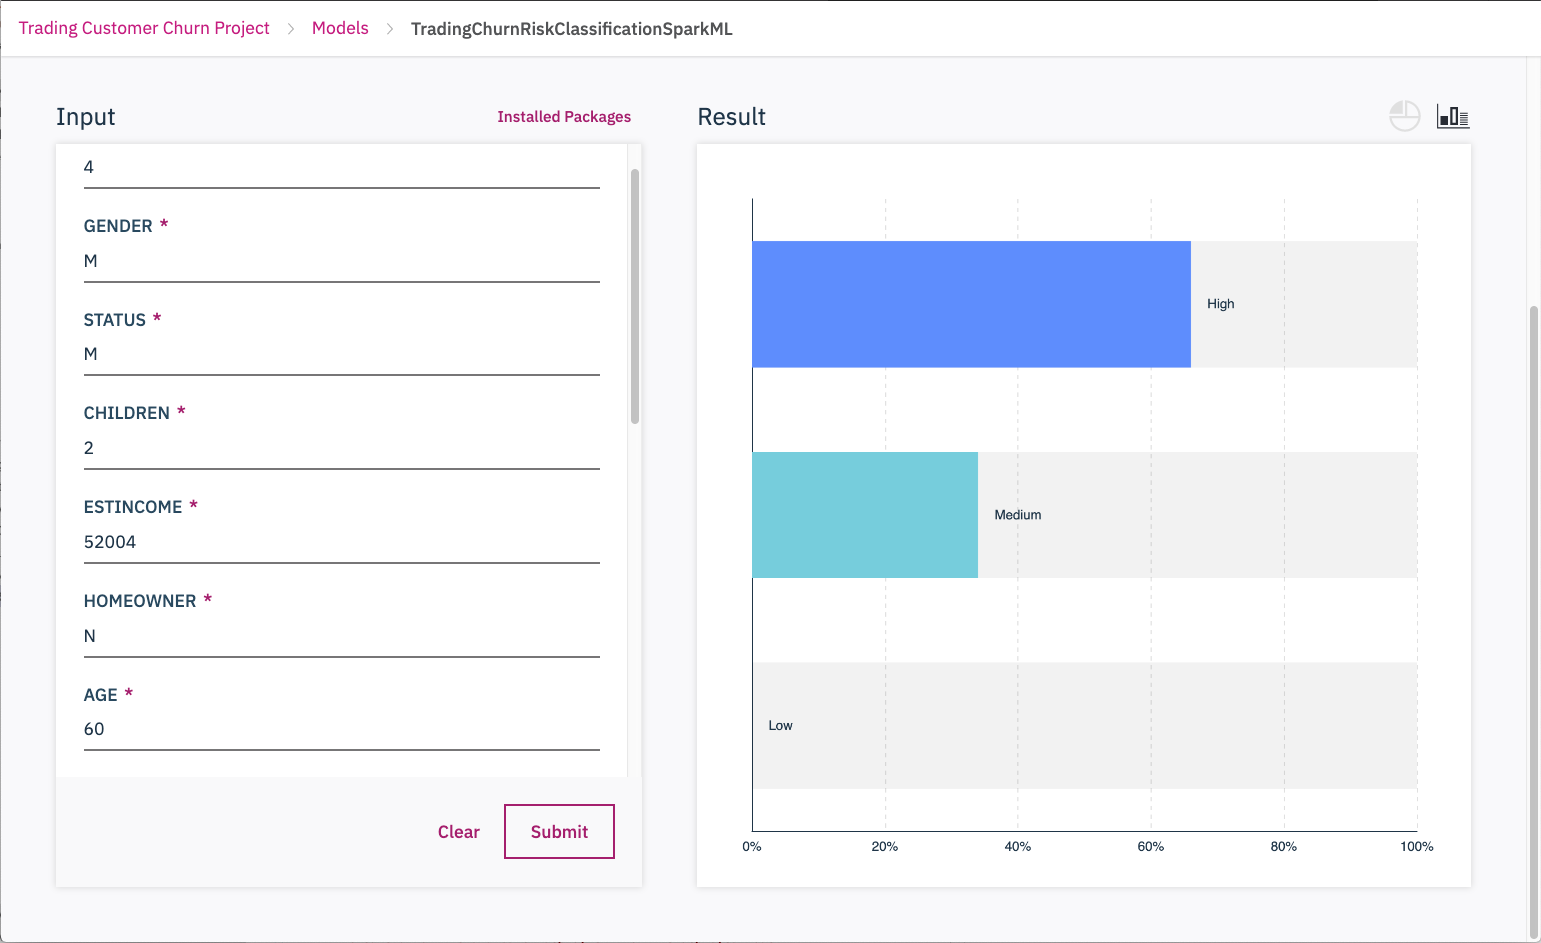 Trading Customer Churn Project > Models > TradingChurnRiskClassificationSparkML
Input
Installed Packages
4
GENDER *
M
STATUS *
M
CHILDREN *
2
ESTINCOME *
52004
HOMEOWNER *
N
AGE *
60
Clear
Submit
Result
High
Medium
Low
0% 20% 40% 60% 80% 100%